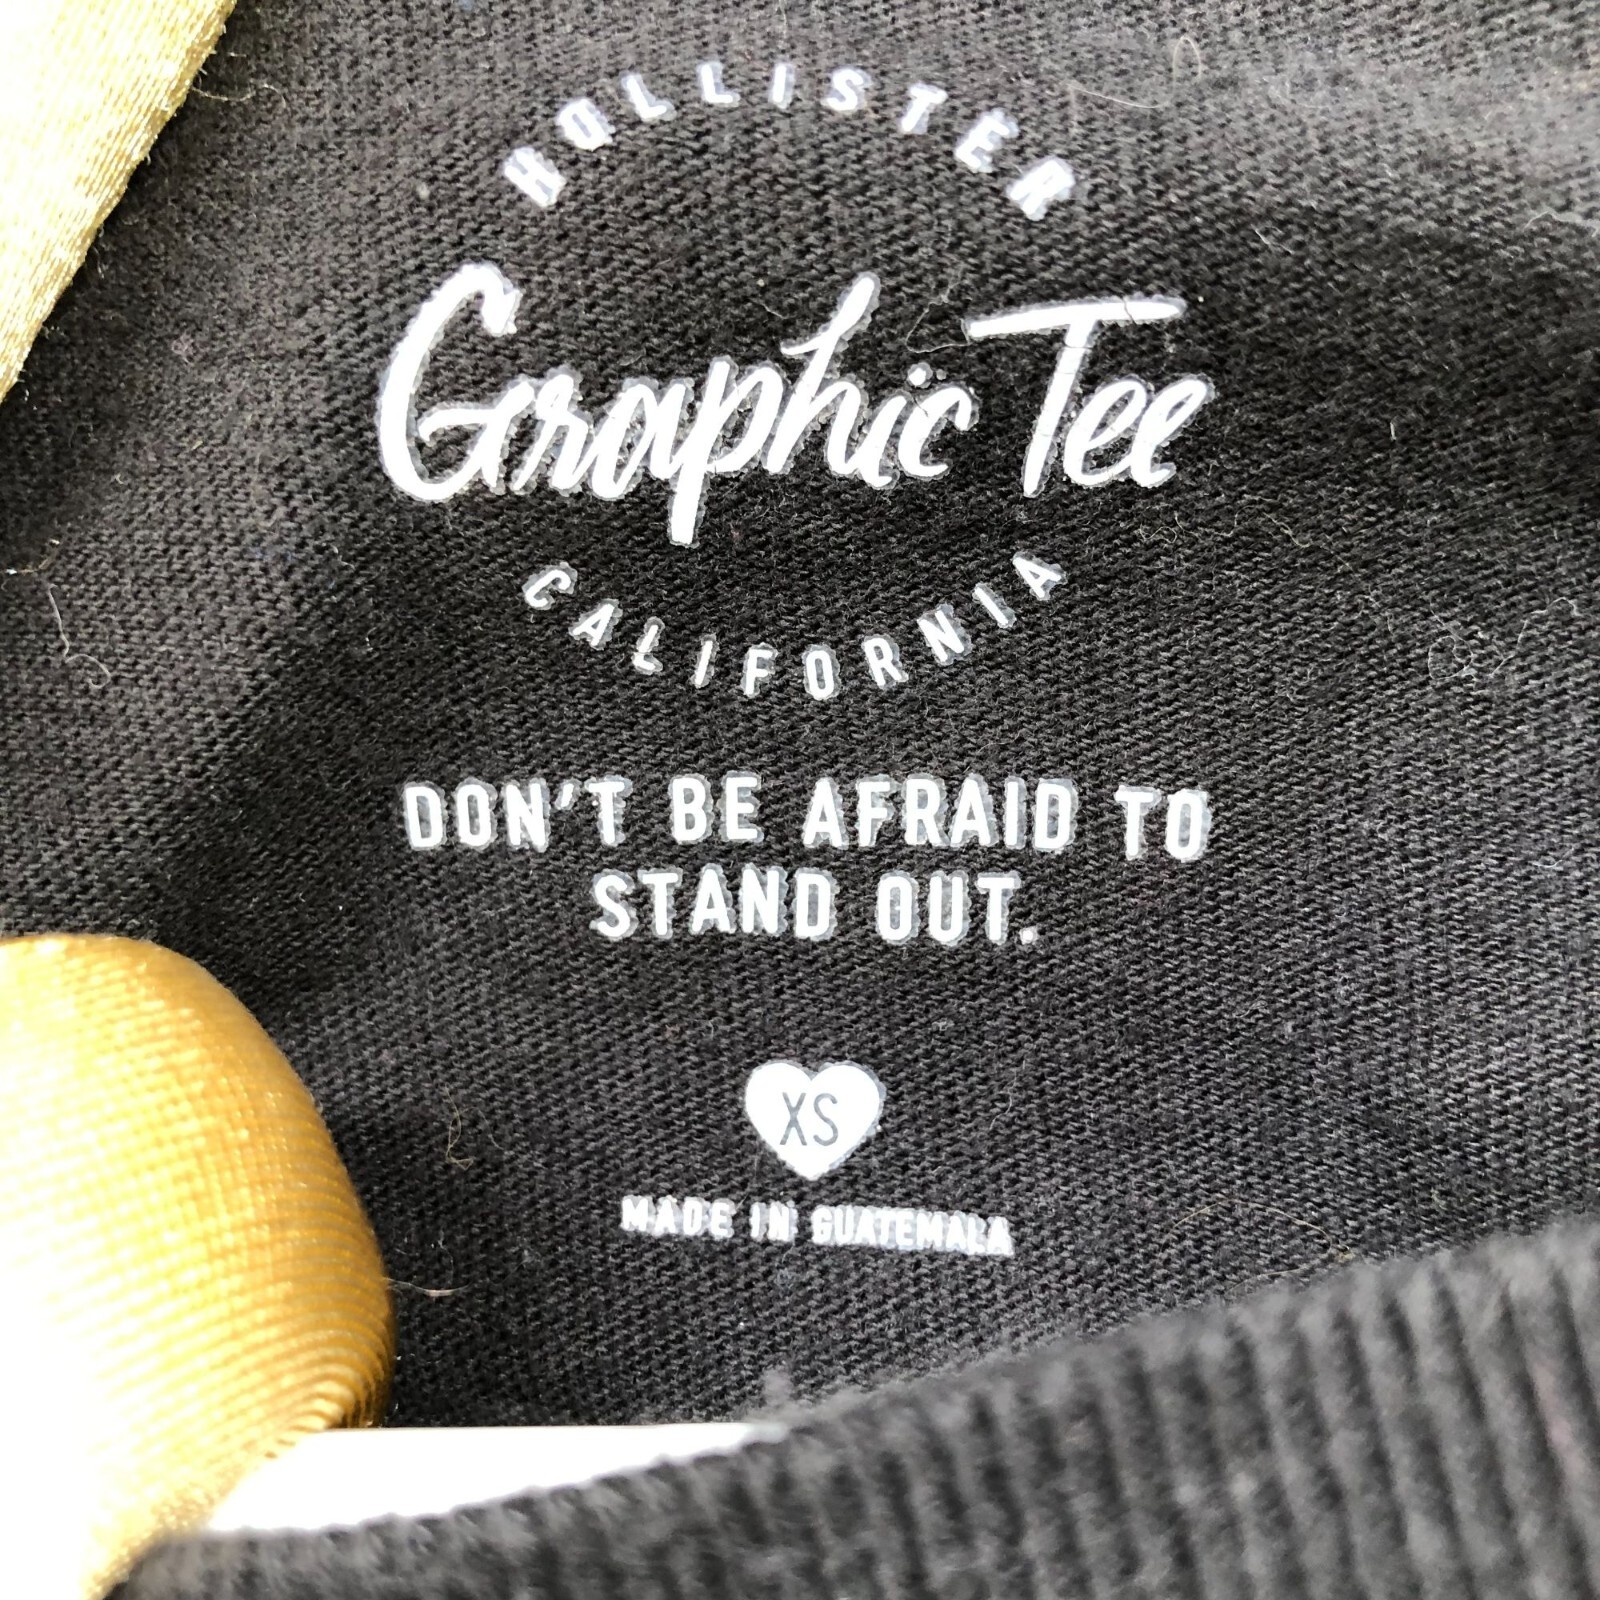 HOLLISTER
Graphic Tee
CALIFORNIA
DON'T BE AFRAID TO
STAND OUT.
XS
MADE IN GUATEMALA